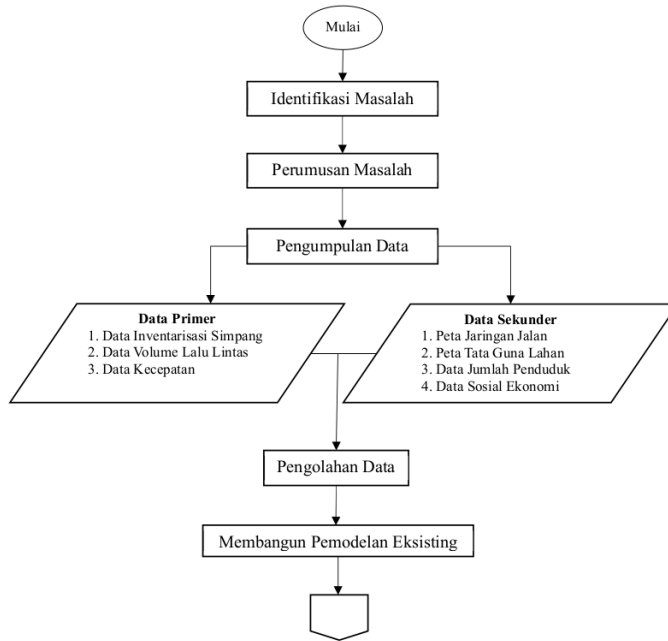 Mulai
Identifikasi Masalah
Perumusan Masalah
Pengumpulan Data
Data Primer
1. Data Inventarisasi Simpang
2. Data Volume Lalu Lintas
3. Data Kecepatan
Data Sekunder
1. Peta Jaringan Jalan
2. Peta Tata Guna Lahan
3. Data Jumlah Penduduk
4. Data Sosial Ekonomi
Pengolahan Data
Membangun Pemodelan Eksisting